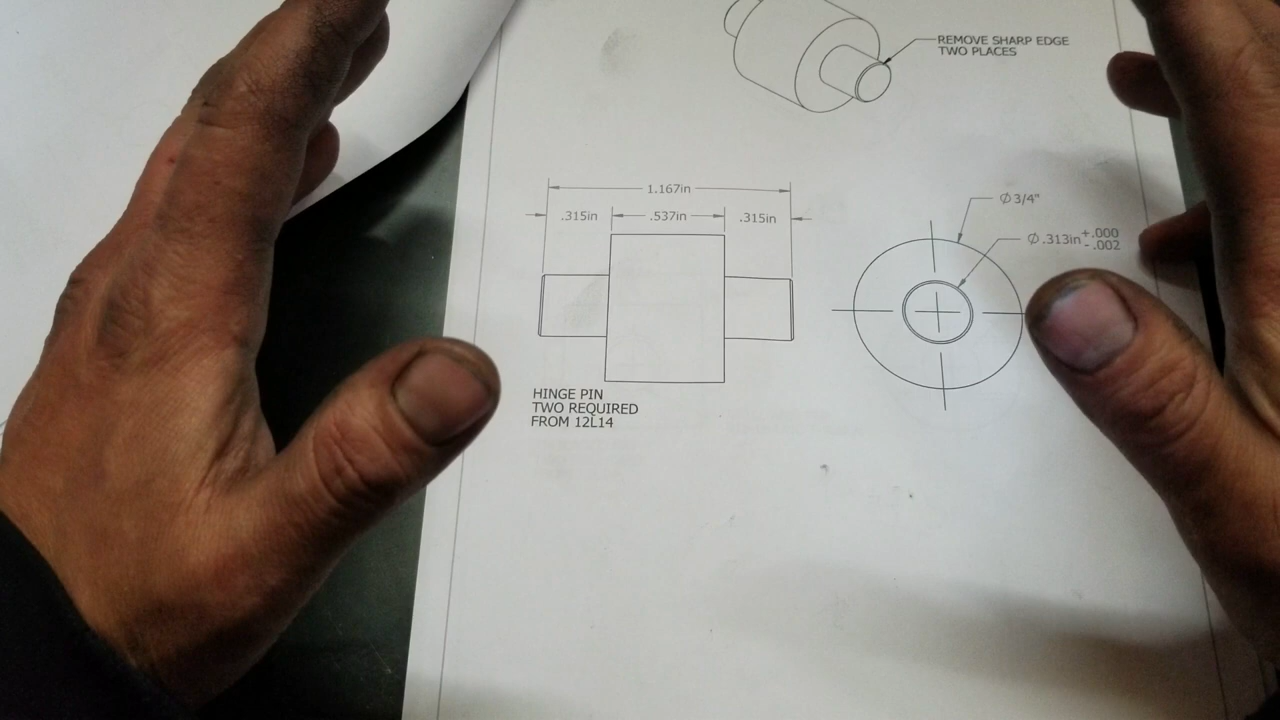 REMOVE SHARP EDGE
TWO PLACES
1.167in
.315in
.537in
.315in
Ø 3/4"
Ø .313in +.000
- .002
HINGE PIN
TWO REQUIRED
FROM 12L14